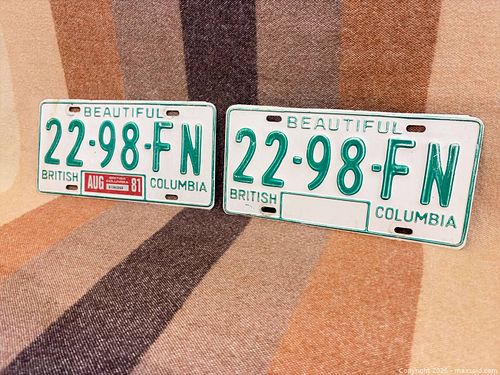 BEAUTIFUL
22-98-FN
BRITISH AUG 81 COLUMBIA
BEAUTIFUL
22-98-FN
BRITISH COLUMBIA
Copyright 2026 - maxsold.com